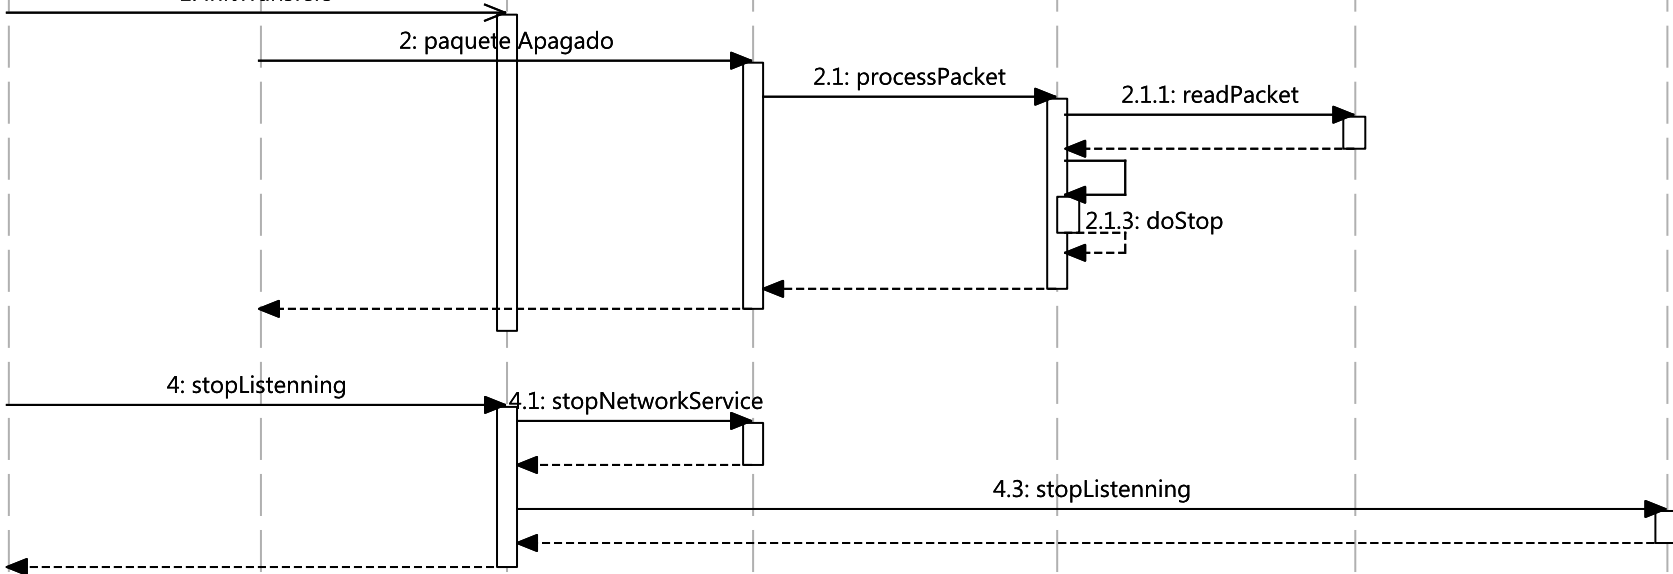 2: paquete Apagado
2.1: processPacket
2.1.1: readPacket
2.1.3: doStop
4: stopListenning
4.1: stopNetworkService
4.3: stopListenning